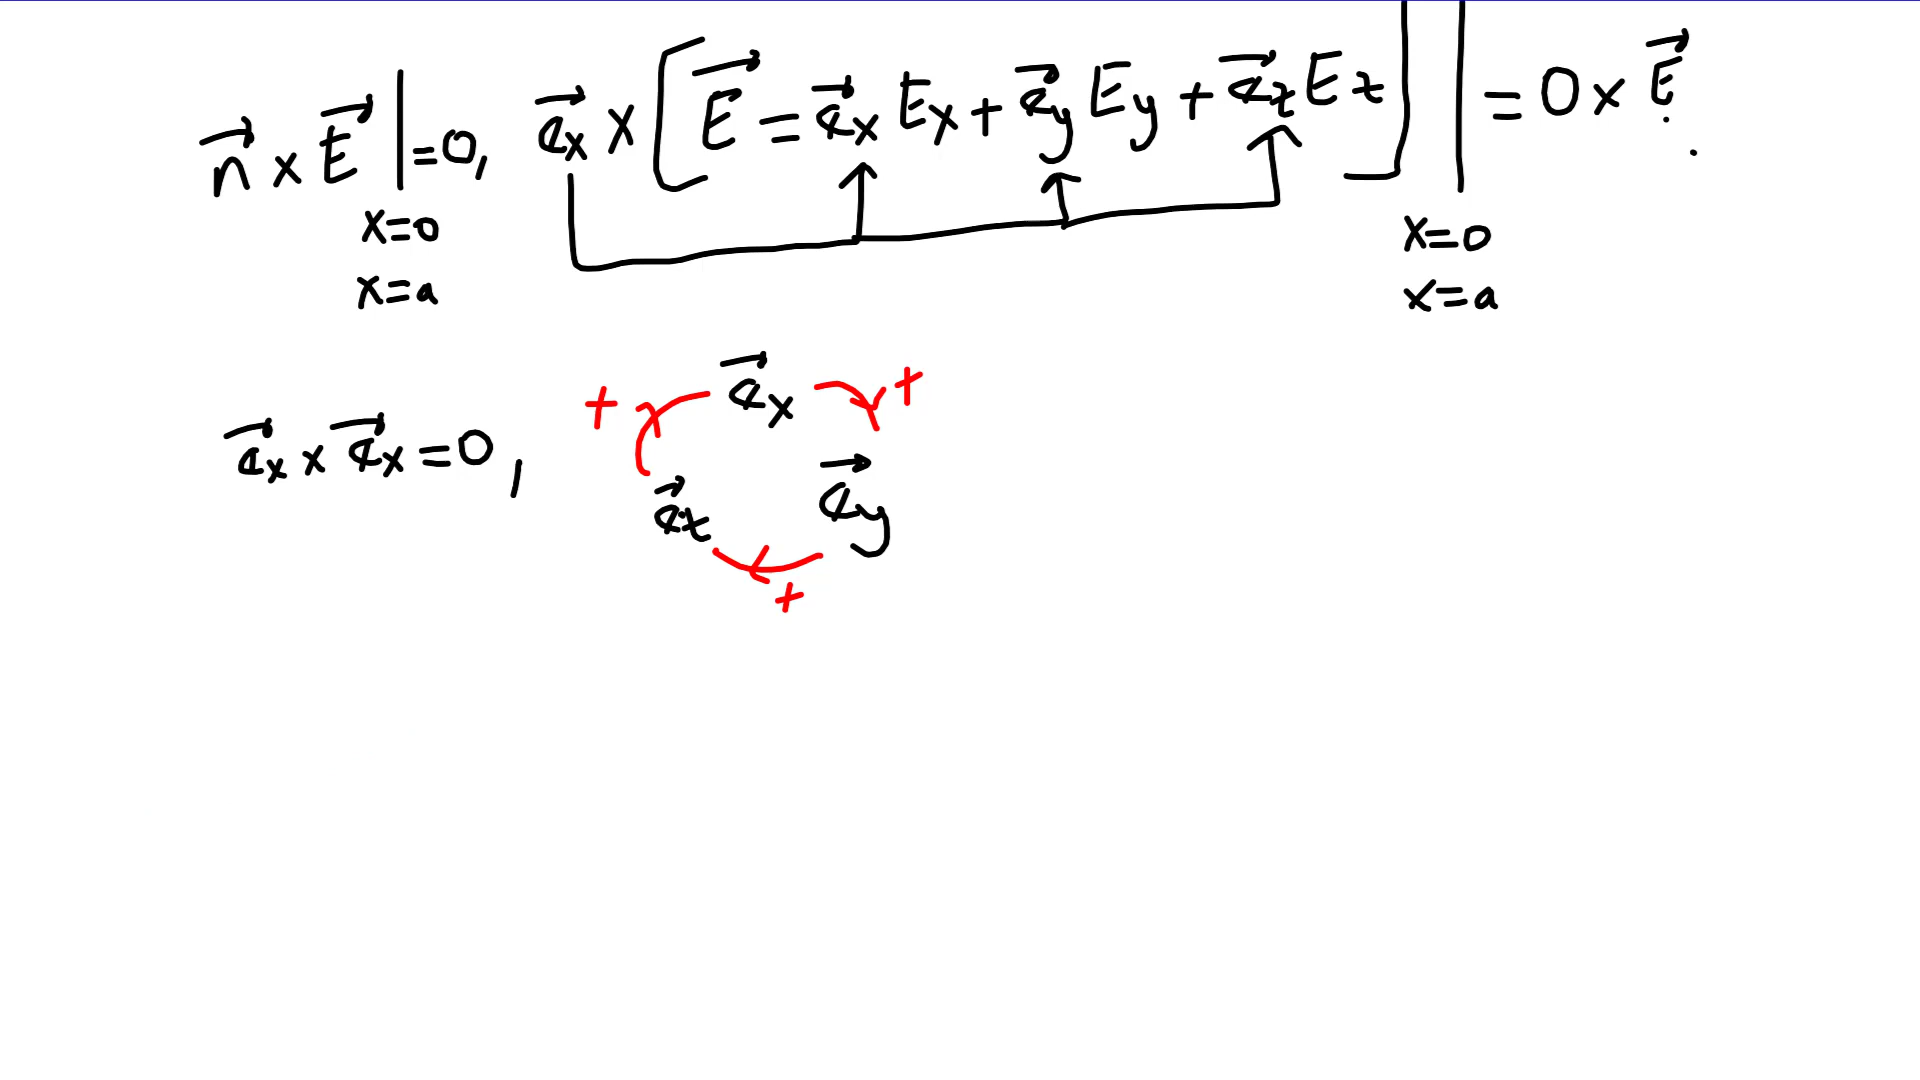 n⃗ × E⃗ | = 0, a⃗x × [ E⃗ = a⃗x Ex + a⃗y Ey + a⃗z Ez ] | = 0 × E⃗
x=0 x=0
x=a x=a
a⃗x × a⃗x = 0, + a⃗x +
a⃗z a⃗y
+